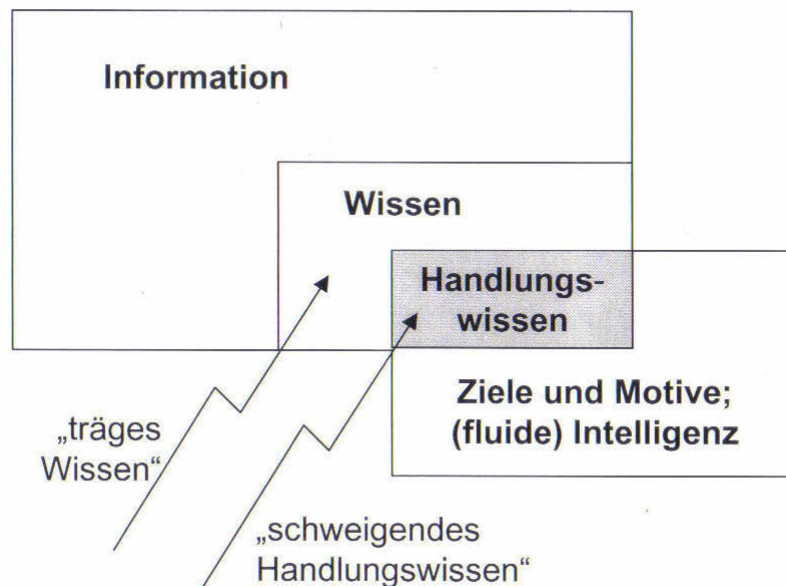 Information
Wissen
Handlungs-
wissen
Ziele und Motive;
(fluide) Intelligenz
„träges
Wissen“
„schweigendes
Handlungswissen“